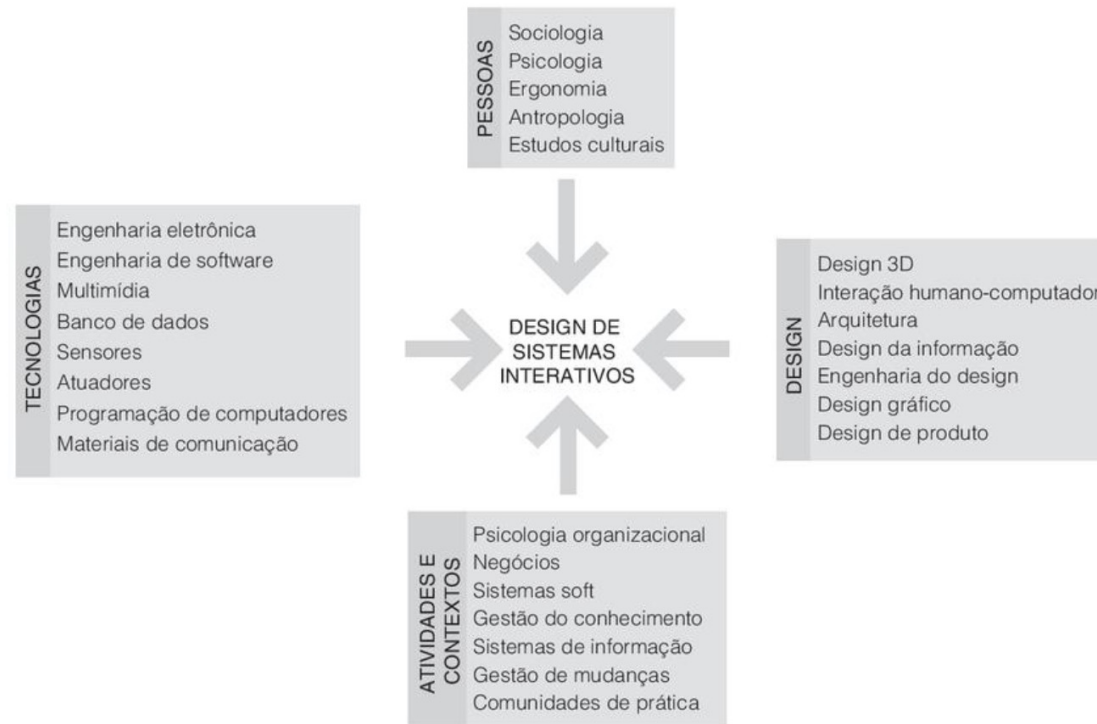 PESSOAS
Sociologia
Psicologia
Ergonomia
Antropologia
Estudos culturais
TECNOLOGIAS
Engenharia eletrônica
Engenharia de software
Multimídia
Banco de dados
Sensores
Atuadores
Programação de computadores
Materiais de comunicação
DESIGN DE
SISTEMAS
INTERATIVOS
DESIGN
Design 3D
Interação humano-computador
Arquitetura
Design da informação
Engenharia do design
Design gráfico
Design de produto
ATIVIDADES E
CONTEXTOS
Psicologia organizacional
Negócios
Sistemas soft
Gestão do conhecimento
Sistemas de informação
Gestão de mudanças
Comunidades de prática